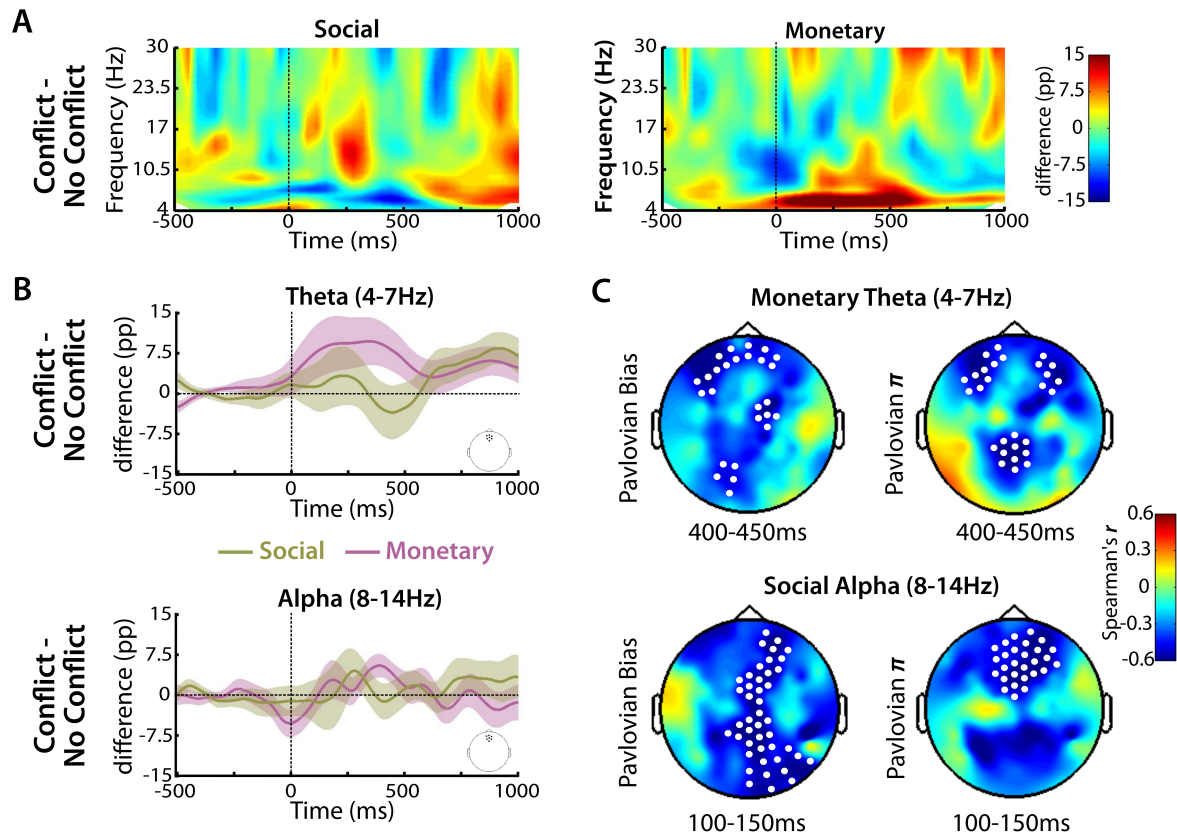 A
Social
Monetary
Conflict -
No Conflict
Frequency (Hz)
30
23.5
17
10.5
4
-500
0
500
1000
Time (ms)
Frequency (Hz)
30
23.5
17
10.5
4
-500
0
500
1000
Time (ms)
difference (pp)
15
7.5
0
-7.5
-15
B
Theta (4-7Hz)
Conflict -
No Conflict
difference (pp)
15
7.5
0
-7.5
-15
-500
0
500
1000
Time (ms)
Social
Monetary
Alpha (8-14Hz)
Conflict -
No Conflict
difference (pp)
15
7.5
0
-7.5
-15
-500
0
500
1000
Time (ms)
C
Monetary Theta (4-7Hz)
Pavlovian Bias
400-450ms
Pavlovian π
400-450ms
Social Alpha (8-14Hz)
Pavlovian Bias
100-150ms
Pavlovian π
100-150ms
Spearman's r
0.6
0.3
0
-0.3
-0.6